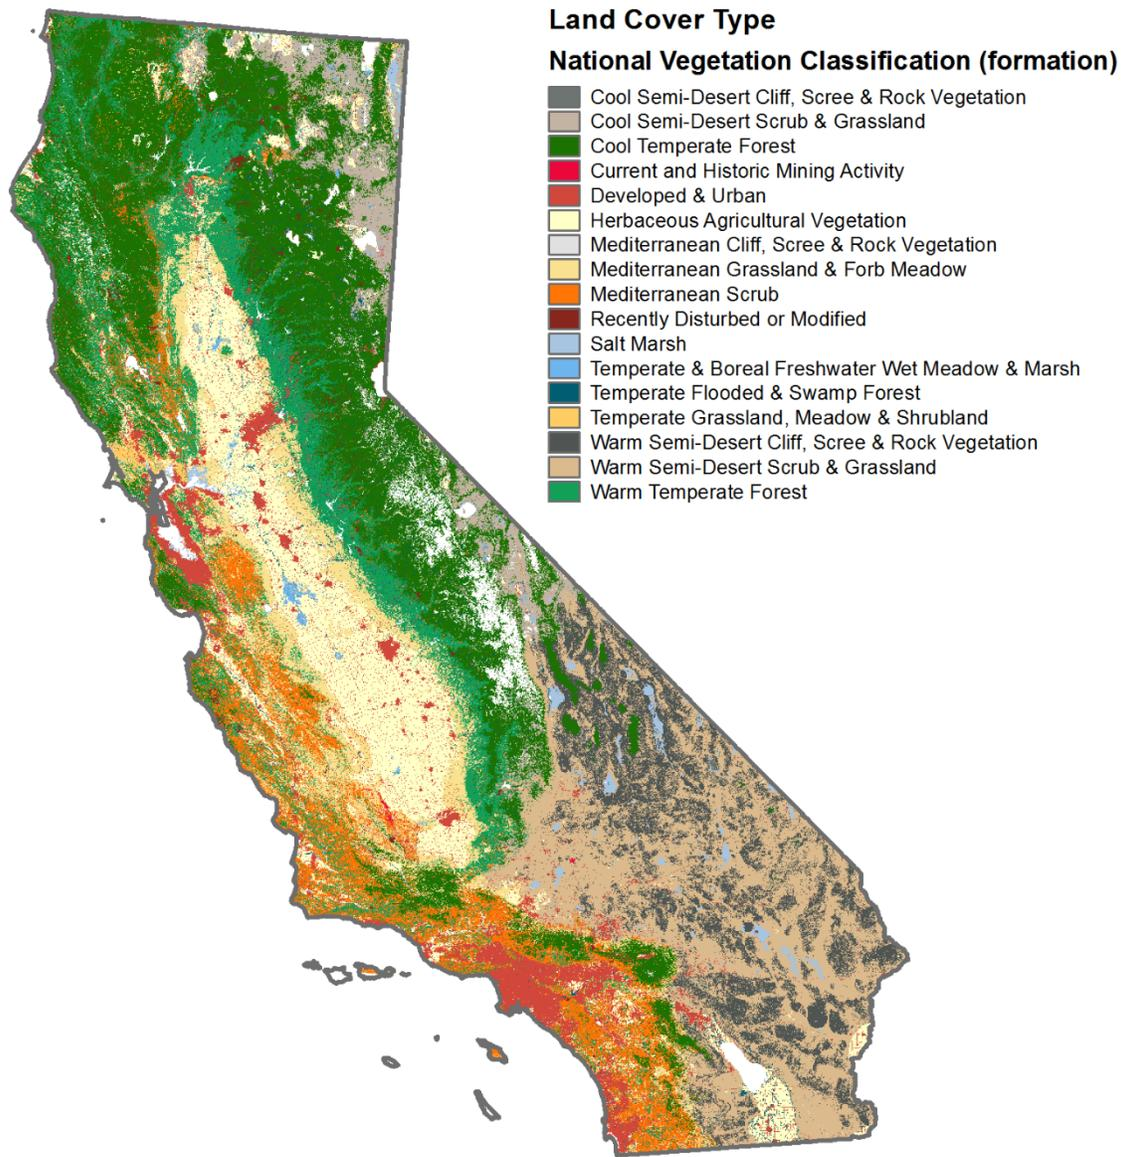 Land Cover Type
National Vegetation Classification (formation)
Cool Semi-Desert Cliff, Scree & Rock Vegetation
Cool Semi-Desert Scrub & Grassland
Cool Temperate Forest
Current and Historic Mining Activity
Developed & Urban
Herbaceous Agricultural Vegetation
Mediterranean Cliff, Scree & Rock Vegetation
Mediterranean Grassland & Forb Meadow
Mediterranean Scrub
Recently Disturbed or Modified
Salt Marsh
Temperate & Boreal Freshwater Wet Meadow & Marsh
Temperate Flooded & Swamp Forest
Temperate Grassland, Meadow & Shrubland
Warm Semi-Desert Cliff, Scree & Rock Vegetation
Warm Semi-Desert Scrub & Grassland
Warm Temperate Forest